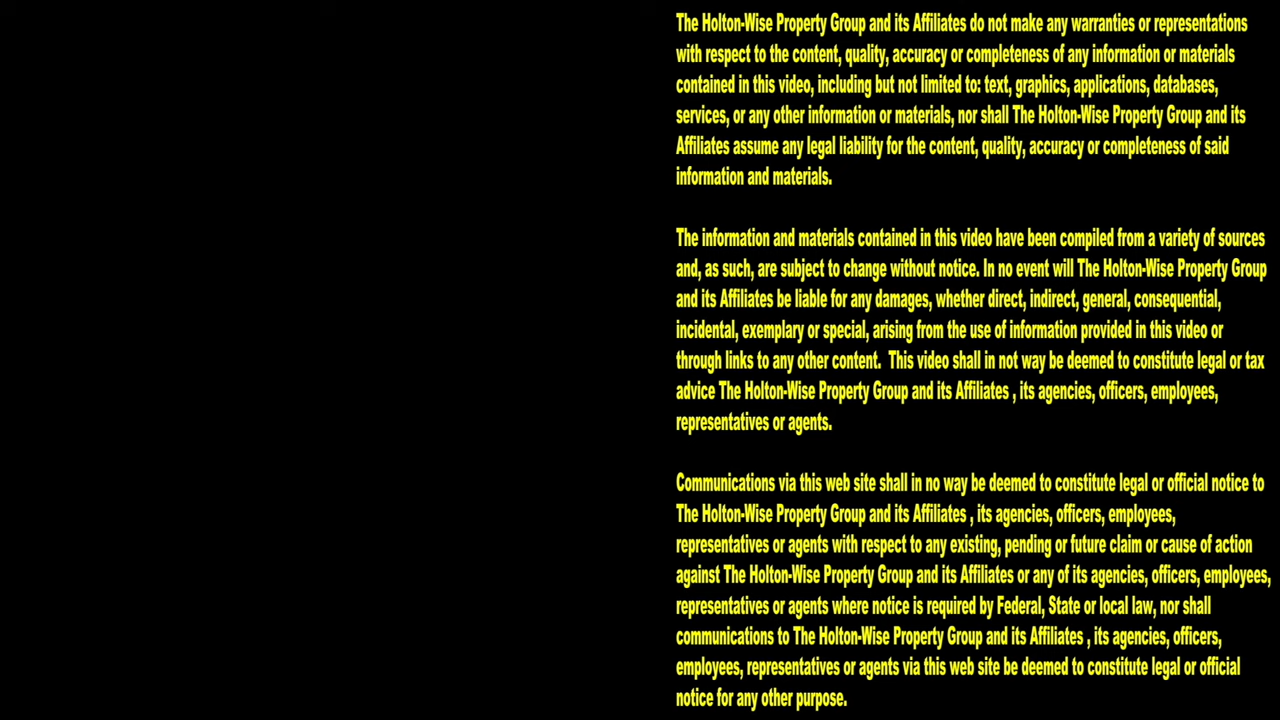 The Holton-Wise Property Group and its Affiliates do not make any warranties or representations
with respect to the content, quality, accuracy or completeness of any information or materials
contained in this video, including but not limited to: text, graphics, applications, databases,
services, or any other information or materials, nor shall The Holton-Wise Property Group and its
Affiliates assume any legal liability for the content, quality, accuracy or completeness of said
information and materials.
The information and materials contained in this video have been compiled from a variety of sources
and, as such, are subject to change without notice. In no event will The Holton-Wise Property Group
and its Affiliates be liable for any damages, whether direct, indirect, general, consequential,
incidental, exemplary or special, arising from the use of information provided in this video or
through links to any other content.  This video shall in not way be deemed to constitute legal or tax
advice The Holton-Wise Property Group and its Affiliates , its agencies, officers, employees,
representatives or agents.
Communications via this web site shall in no way be deemed to constitute legal or official notice to
The Holton-Wise Property Group and its Affiliates , its agencies, officers, employees,
representatives or agents with respect to any existing, pending or future claim or cause of action
against The Holton-Wise Property Group and its Affiliates or any of its agencies, officers, employees,
representatives or agents where notice is required by Federal, State or local law, nor shall
communications to The Holton-Wise Property Group and its Affiliates , its agencies, officers,
employees, representatives or agents via this web site be deemed to constitute legal or official
notice for any other purpose.